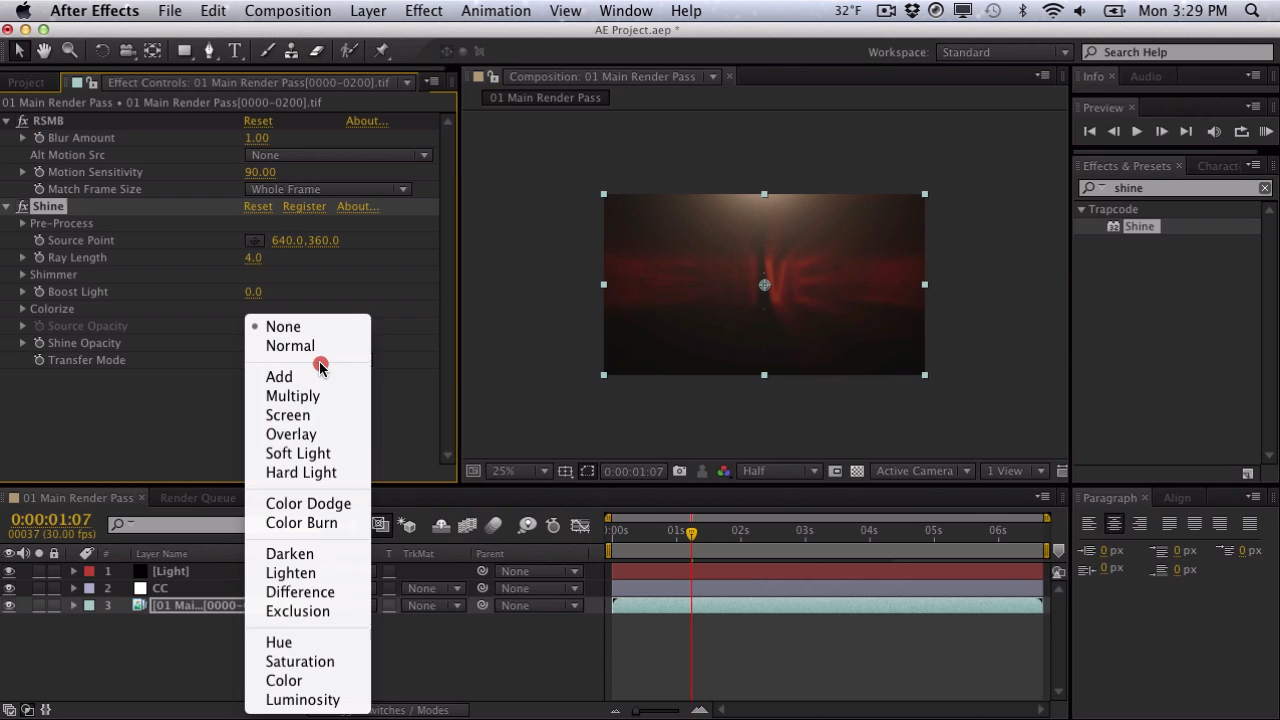 After Effects File Edit Composition Layer Effect Animation View Window Help 32°F Mon 3:29 PM
AE Project.aep *
Workspace: Standard Search Help
Project Effect Controls: 01 Main Render Pass[0000-0200].tif Composition: 01 Main Render Pass Info Audio
01 Main Render Pass • 01 Main Render Pass[0000-0200].tif 01 Main Render Pass
RSMB Reset About...
Blur Amount 1.00
Alt Motion Src None
Motion Sensitivity 90.00
Match Frame Size Whole Frame
Shine Reset Register About...
Pre-Process
Source Point 640.0,360.0
Ray Length 4.0
Shimmer
Boost Light 0.0
Colorize
Source Opacity
Shine Opacity
Transfer Mode
None
Normal
Add
Multiply
Screen
Overlay
Soft Light
Hard Light
Color Dodge
Color Burn
Darken
Lighten
Difference
Exclusion
Hue
Saturation
Color
Luminosity
Preview
Effects & Presets Charact
shine
Trapcode
Shine
25% 0:00:01:07 Half Active Camera 1 View
01 Main Render Pass Render Queue
0:00:01:07
00037 (30.00 fps)
:00s 01s 02s 03s 04s 05s 06s
Layer Name T TrkMat Parent
1 [Light] None
2 CC None None
3 [01 Mai...[0000- None None
witches / Modes
Paragraph Align
0 px 0 px 0 px
0 px 0 px